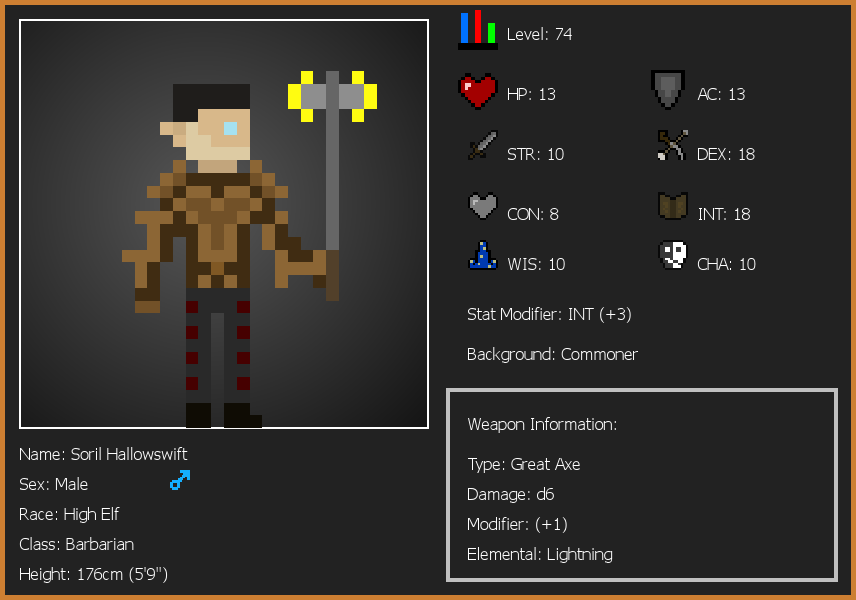 Level: 74
HP: 13
AC: 13
STR: 10
DEX: 18
CON: 8
INT: 18
WIS: 10
CHA: 10
Stat Modifier: INT (+3)
Background: Commoner
Weapon Information:
Type: Great Axe
Damage: d6
Modifier: (+1)
Elemental: Lightning
Name: Soril Hallowswift
Sex: Male
Race: High Elf
Class: Barbarian
Height: 176cm (5'9")